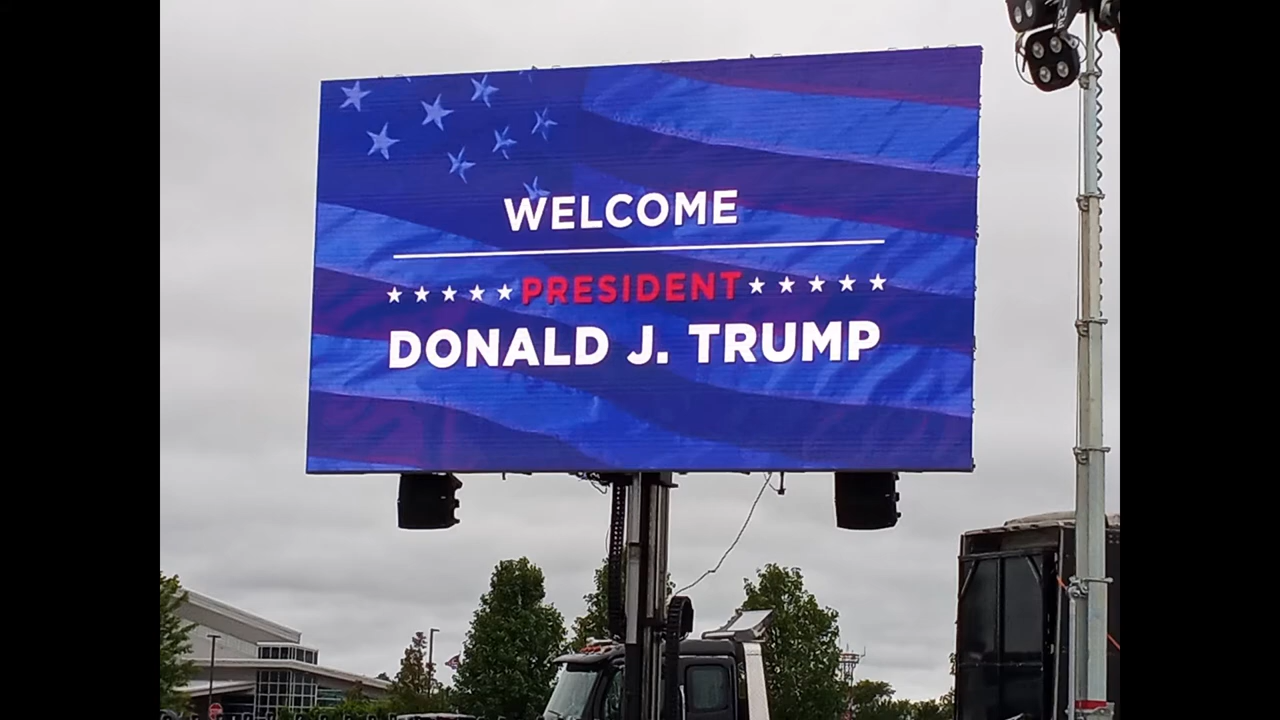 WELCOME
★★★★★PRESIDENT★★★★★
DONALD J. TRUMP